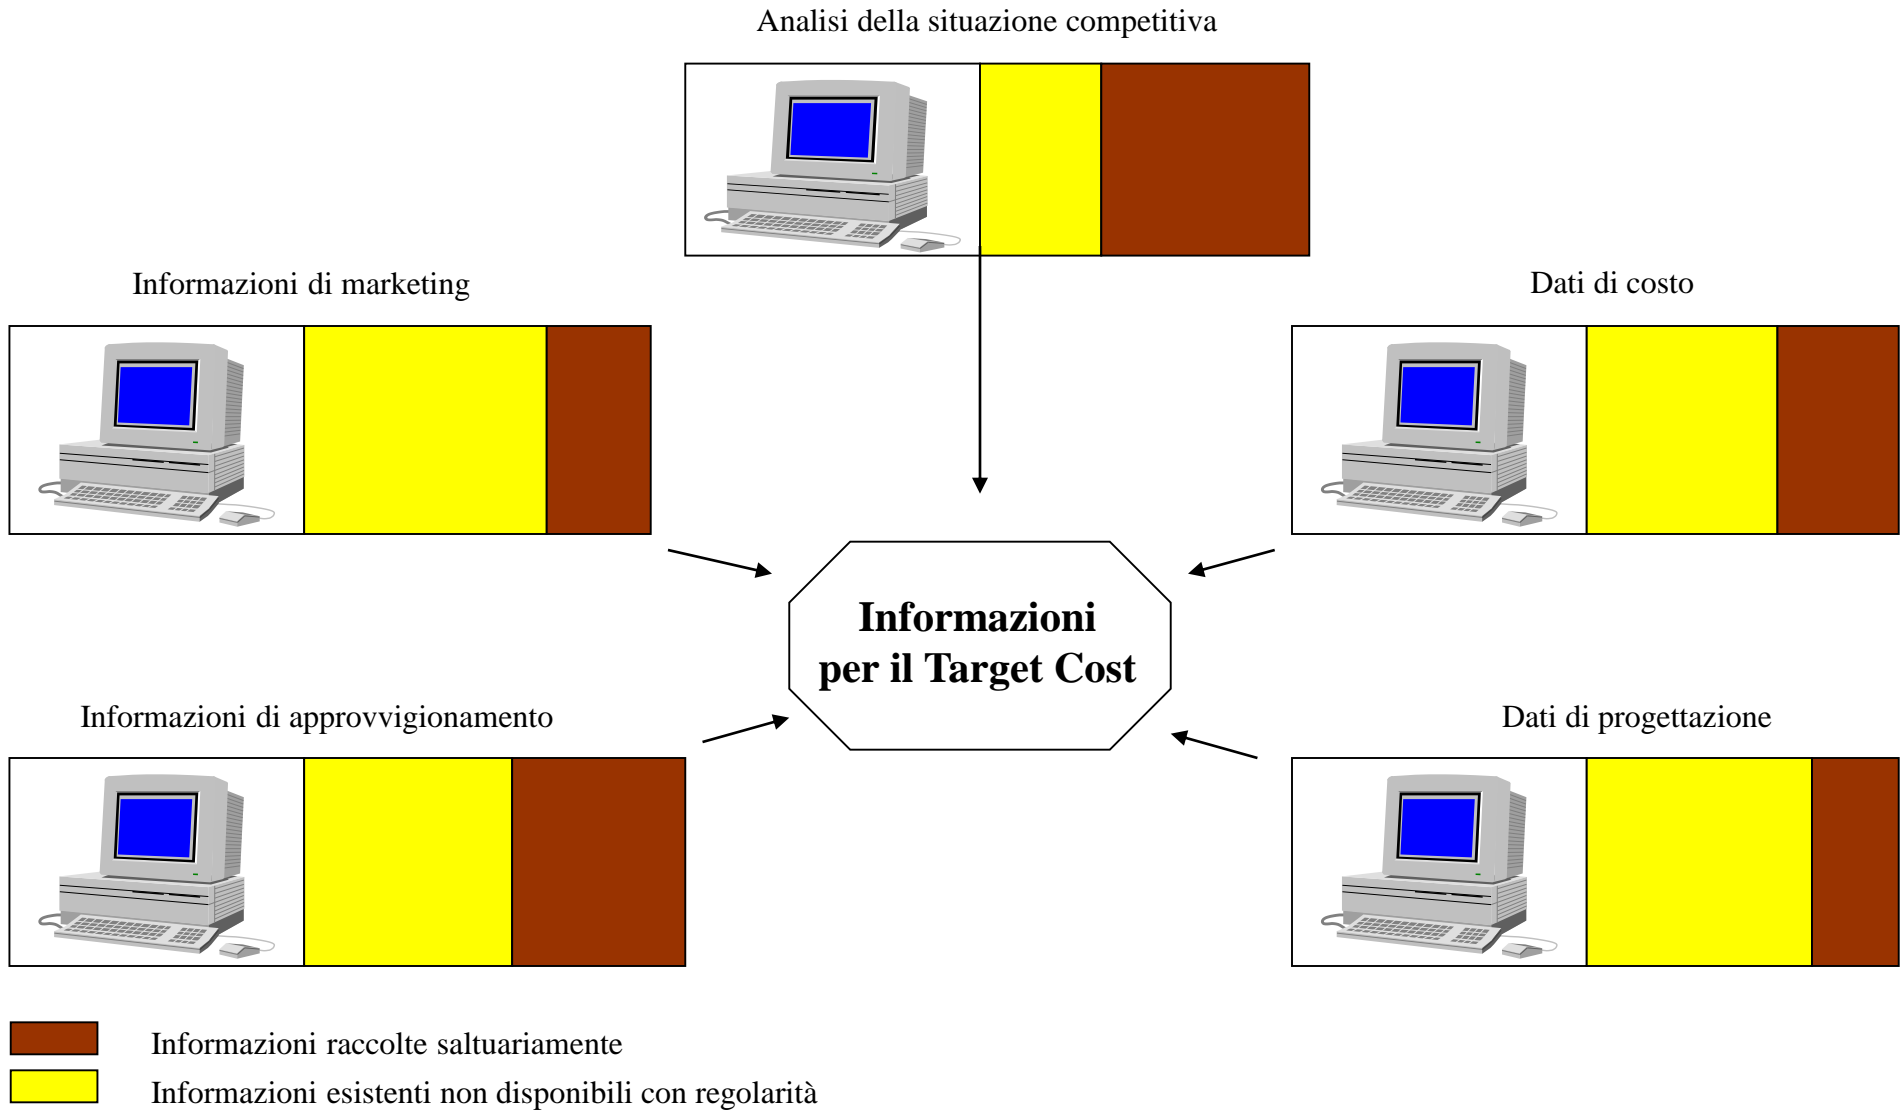 Analisi della situazione competitiva
Informazioni di marketing
Dati di costo
Informazioni
per il Target Cost
Informazioni di approvvigionamento
Dati di progettazione
Informazioni raccolte saltuariamente
Informazioni esistenti non disponibili con regolarità